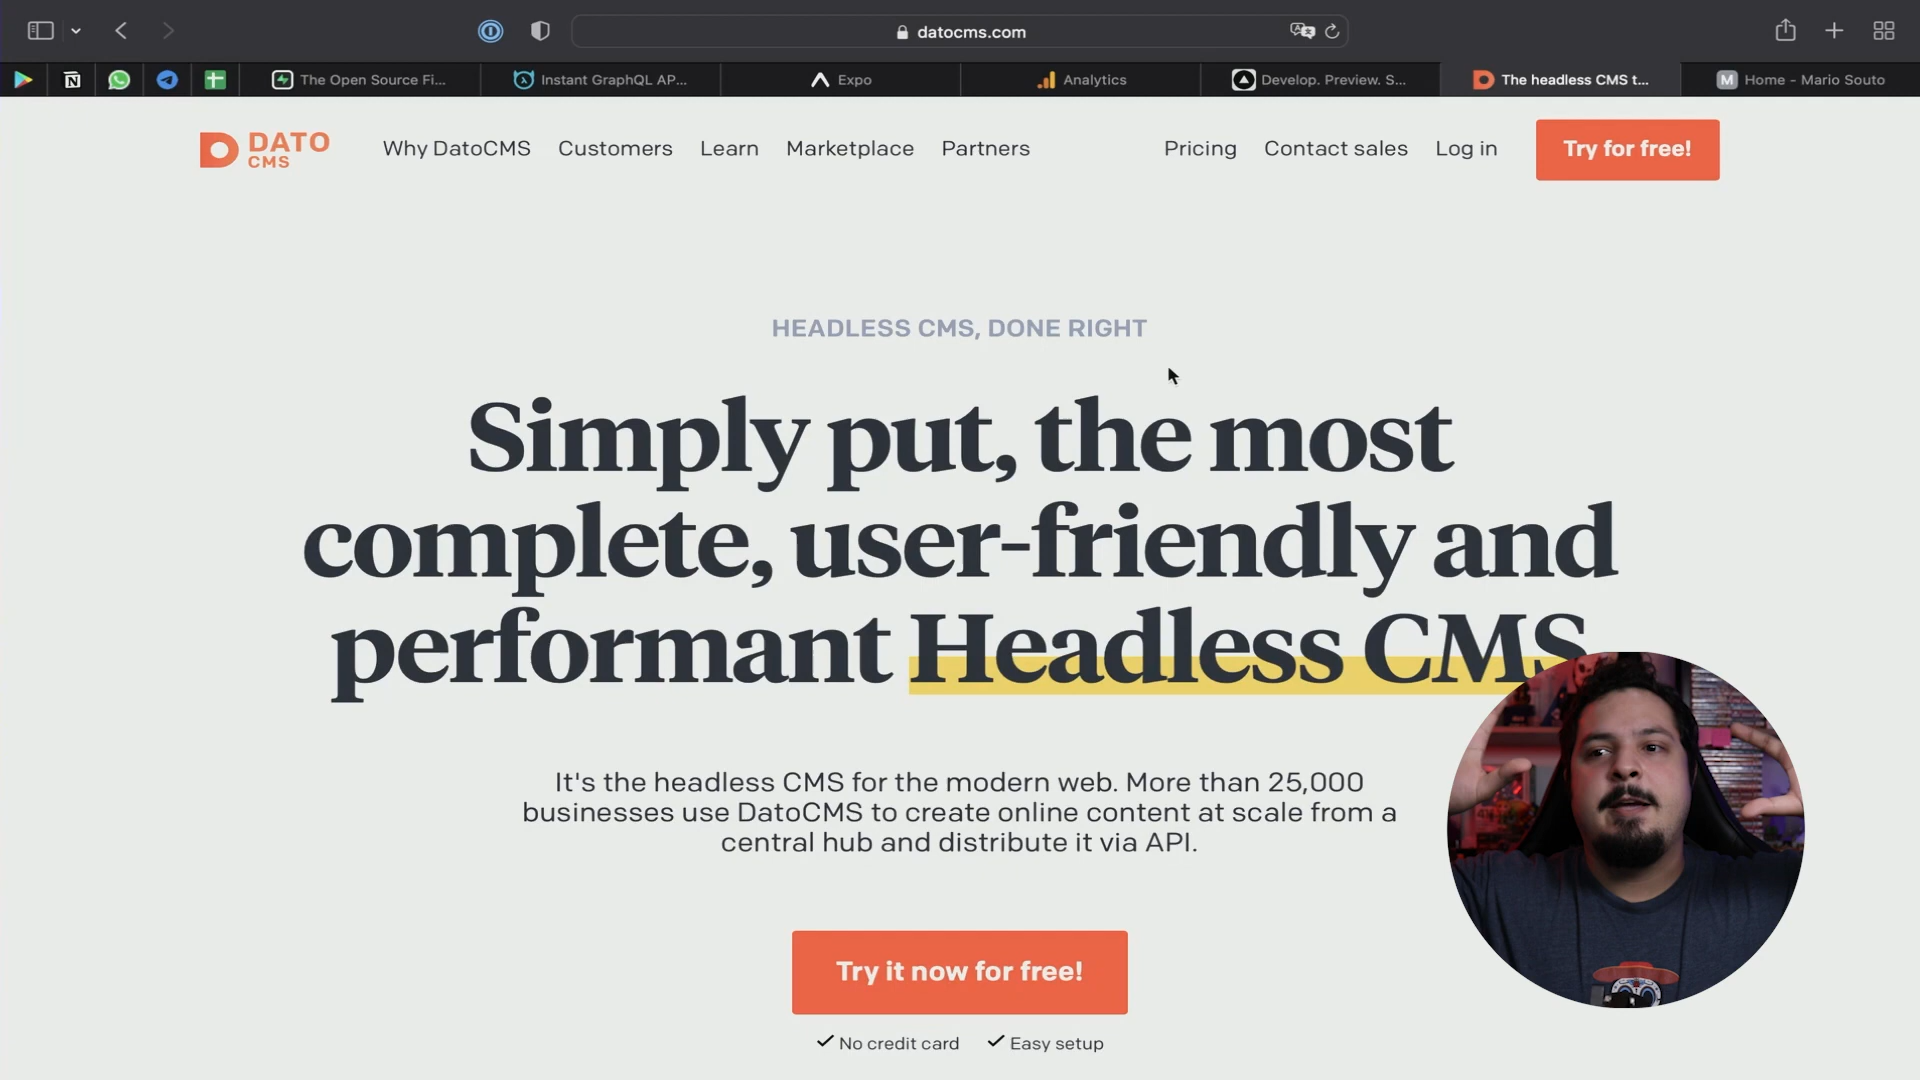 datocms.com
The Open Source Fi...
Instant GraphQL AP...
Expo
Analytics
Develop. Preview. S...
The headless CMS t...
M Home - Mario Souto
DATO
CMS
Why DatoCMS
Customers
Learn
Marketplace
Partners
Pricing
Contact sales
Log in
Try for free!
HEADLESS CMS, DONE RIGHT
Simply put, the most
complete, user-friendly and
performant Headless CMS
It's the headless CMS for the modern web. More than 25,000
businesses use DatoCMS to create online content at scale from a
central hub and distribute it via API.
Try it now for free!
No credit card
Easy setup